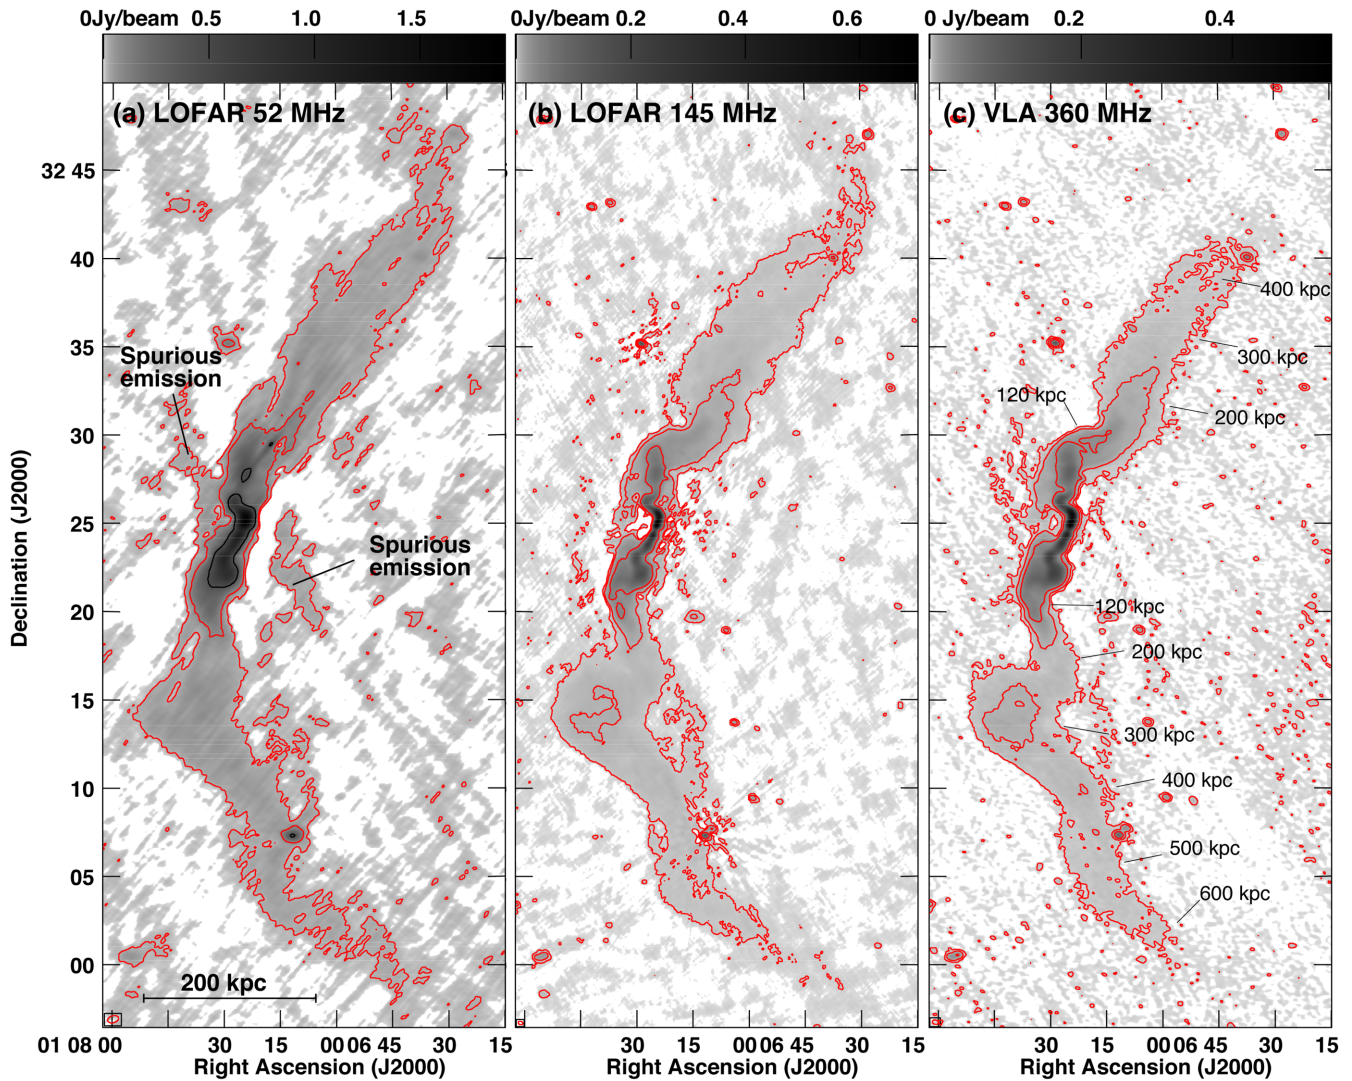 0Jy/beam 0.5 1.0 1.5
0Jy/beam 0.2 0.4 0.6
0 Jy/beam 0.2 0.4
(a) LOFAR 52 MHz
(b) LOFAR 145 MHz
(c) VLA 360 MHz
32 45
40
35
30
25
20
15
10
05
00
Declination (J2000)
Spurious
emission
Spurious
emission
200 kpc
400 kpc
300 kpc
120 kpc
200 kpc
120 kpc
200 kpc
300 kpc
400 kpc
500 kpc
600 kpc
01 08 00 30 15 00 06 45 30 15
30 15 00 06 45 30 15
30 15 00 06 45 30 15
Right Ascension (J2000)
Right Ascension (J2000)
Right Ascension (J2000)